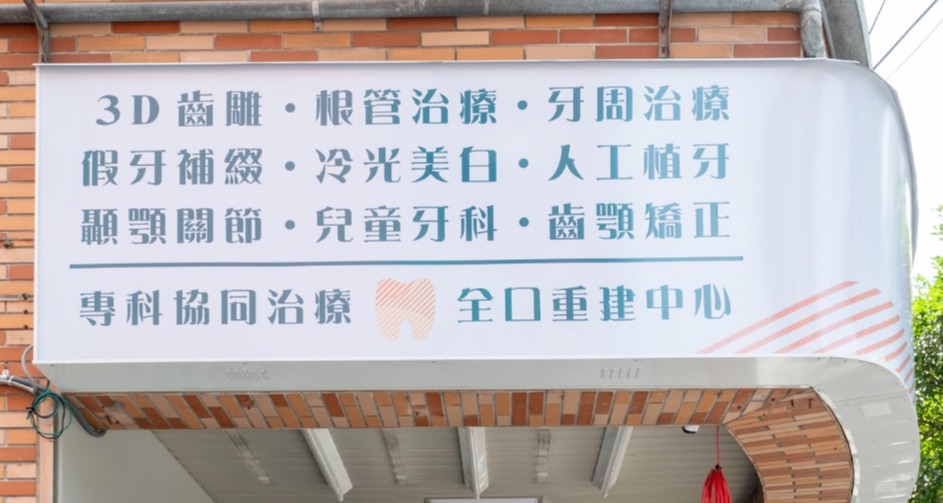 3D齒雕・根管治療・牙周治療
假牙補綴・冷光美白・人工植牙
顳顎關節・兒童牙科・齒顎矯正
專科協同治療 全口重建中心